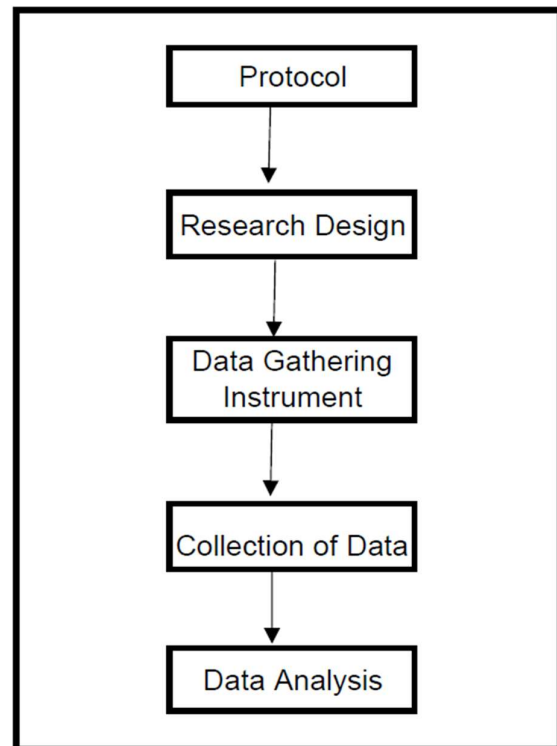 Protocol
Research Design
Data Gathering
Instrument
Collection of Data
Data Analysis